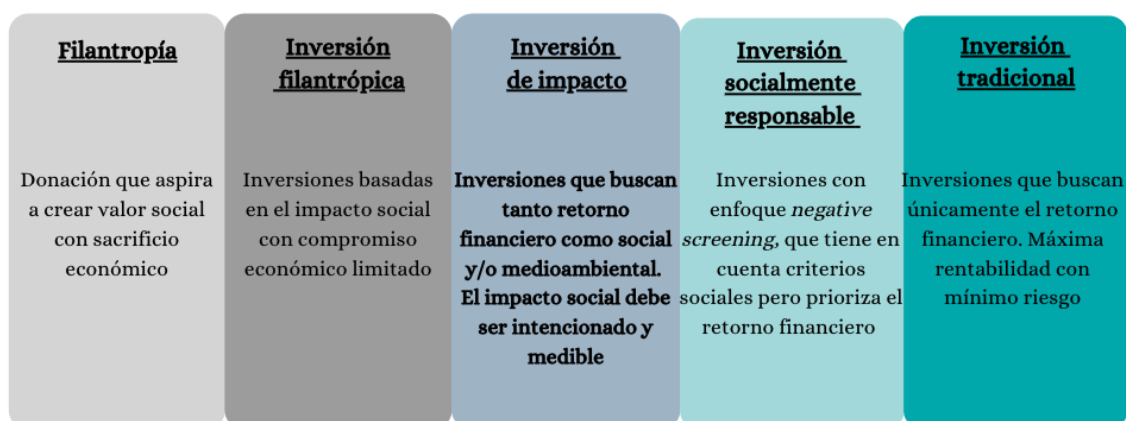 Filantropía
Donación que aspira
a crear valor social
con sacrificio
económico
Inversión
filantrópica
Inversiones basadas
en el impacto social
con compromiso
económico limitado
Inversión
de impacto
Inversiones que buscan
tanto retorno
financiero como social
y/o medioambiental.
El impacto social debe
ser intencionado y
medible
Inversión
socialmente
responsable
Inversiones con
enfoque negative
screening, que tiene en
cuenta criterios
sociales pero prioriza el
retorno financiero
Inversión
tradicional
Inversiones que buscan
únicamente el retorno
financiero. Máxima
rentabilidad con
mínimo riesgo